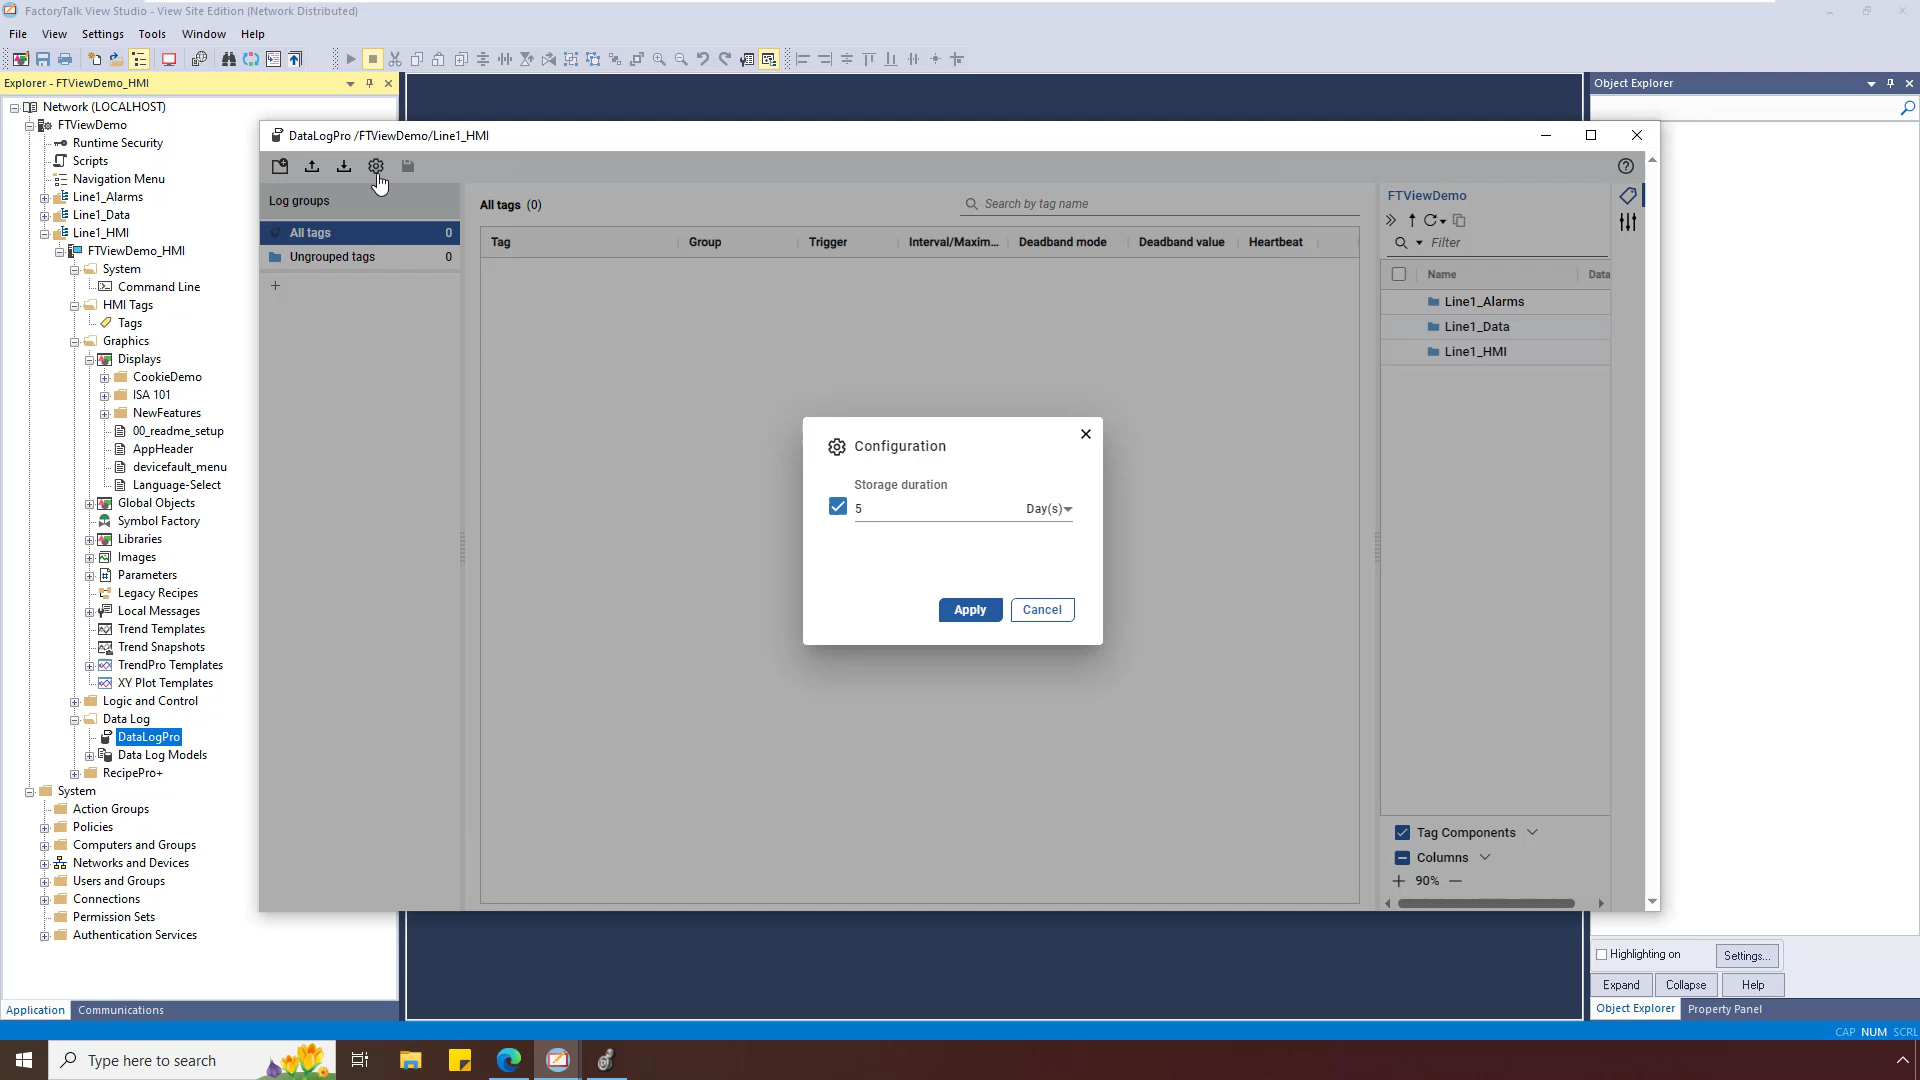 FactoryTalk View Studio - View Site Edition (Network Distributed)
File View Settings Tools Window Help
Explorer - FTViewDemo_HMI
Network (LOCALHOST)
FTViewDemo
Runtime Security
Scripts
Navigation Menu
Line1_Alarms
Line1_Data
Line1_HMI
FTViewDemo_HMI
System
Command Line
HMI Tags
Tags
Graphics
Displays
CookieDemo
ISA 101
NewFeatures
00_readme_setup
AppHeader
devicefault_menu
Language-Select
Global Objects
Symbol Factory
Libraries
Images
Parameters
Legacy Recipes
Local Messages
Trend Templates
Trend Snapshots
TrendPro Templates
XY Plot Templates
Logic and Control
Data Log
DataLogPro
Data Log Models
RecipePro+
System
Action Groups
Policies
Computers and Groups
Networks and Devices
Users and Groups
Connections
Permission Sets
Authentication Services
Application Communications
DataLogPro /FTViewDemo/Line1_HMI
Log groups
All tags 0
Ungrouped tags 0
All tags (0)
Search by tag name
Tag Group Trigger Interval/Maxim... Deadband mode Deadband value Heartbeat
Configuration
Storage duration
5 Day(s)
Apply Cancel
FTViewDemo
Filter
Name Data
Line1_Alarms
Line1_Data
Line1_HMI
Tag Components
Columns
90%
Object Explorer
Highlighting on Settings...
Expand Collapse Help
Object Explorer Property Panel
CAP NUM SCRL
Type here to search